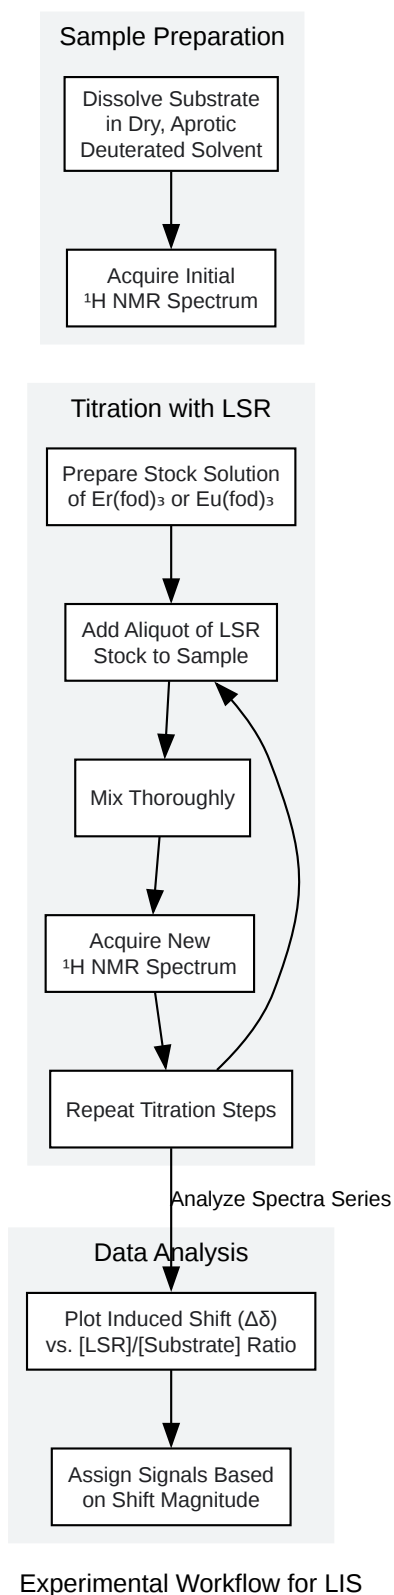 Sample Preparation
Dissolve Substrate
in Dry, Aprotic
Deuterated Solvent
Acquire Initial
¹H NMR Spectrum
Titration with LSR
Prepare Stock Solution
of Er(fod)₃ or Eu(fod)₃
Add Aliquot of LSR
Stock to Sample
Mix Thoroughly
Acquire New
¹H NMR Spectrum
Repeat Titration Steps
Analyze Spectra Series
Data Analysis
Plot Induced Shift (Δδ)
vs. [LSR]/[Substrate] Ratio
Assign Signals Based
on Shift Magnitude
Experimental Workflow for LIS